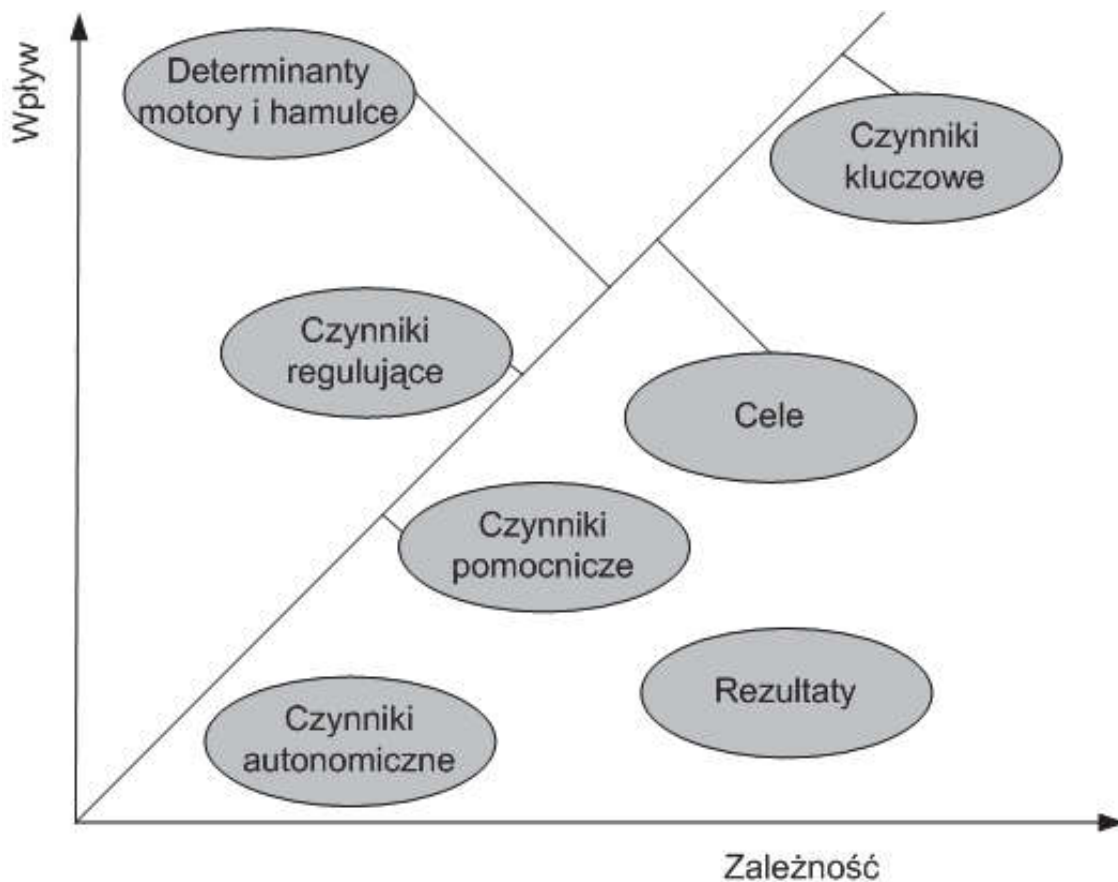 Wpływ
Determinanty
motory i hamulce
Czynniki
kluczowe
Czynniki
regulujące
Cele
Czynniki
pomocnicze
Rezultaty
Czynniki
autonomiczne
Zależność